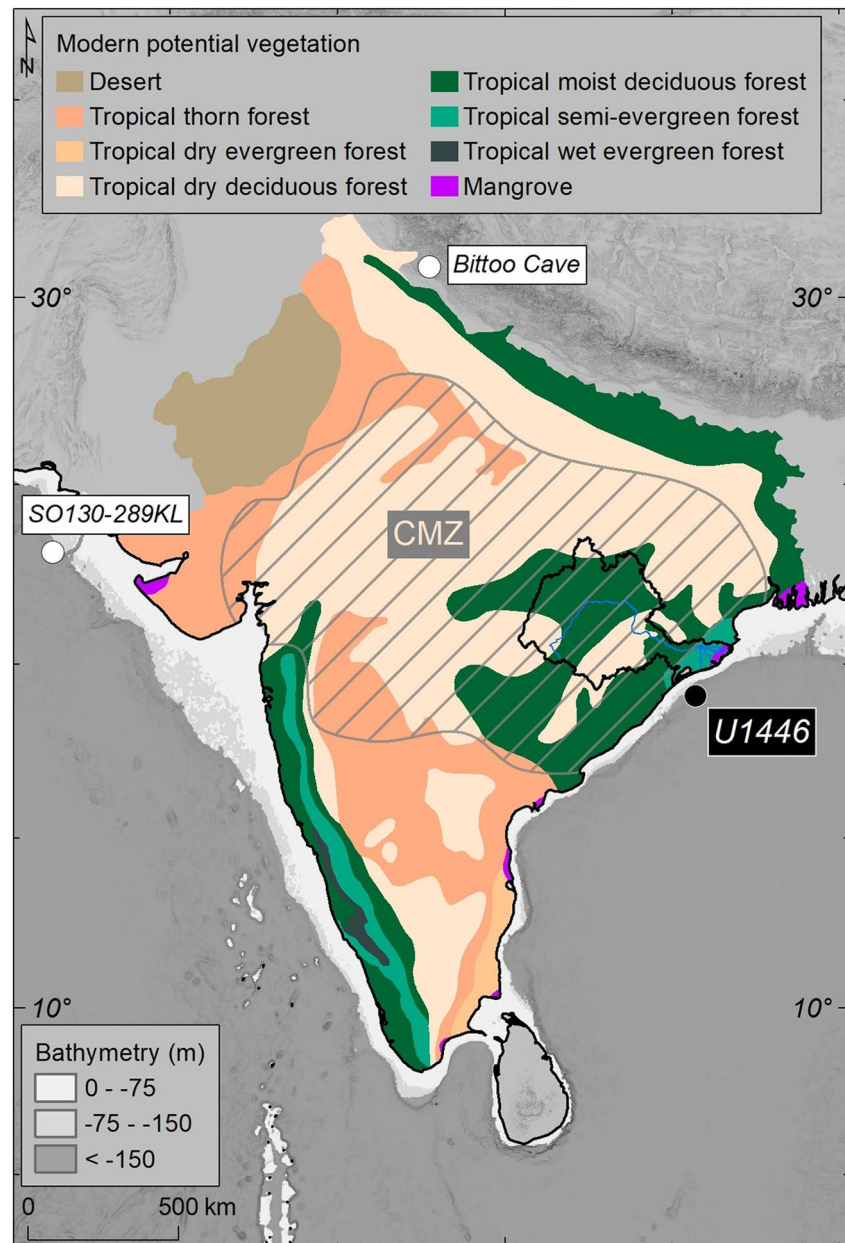 N
Modern potential vegetation
Desert
Tropical thorn forest
Tropical dry evergreen forest
Tropical dry deciduous forest
Tropical moist deciduous forest
Tropical semi-evergreen forest
Tropical wet evergreen forest
Mangrove
Bittoo Cave
30°
30°
SO130-289KL
CMZ
U1446
10°
10°
Bathymetry (m)
0 - -75
-75 - -150
< -150
0
500 km